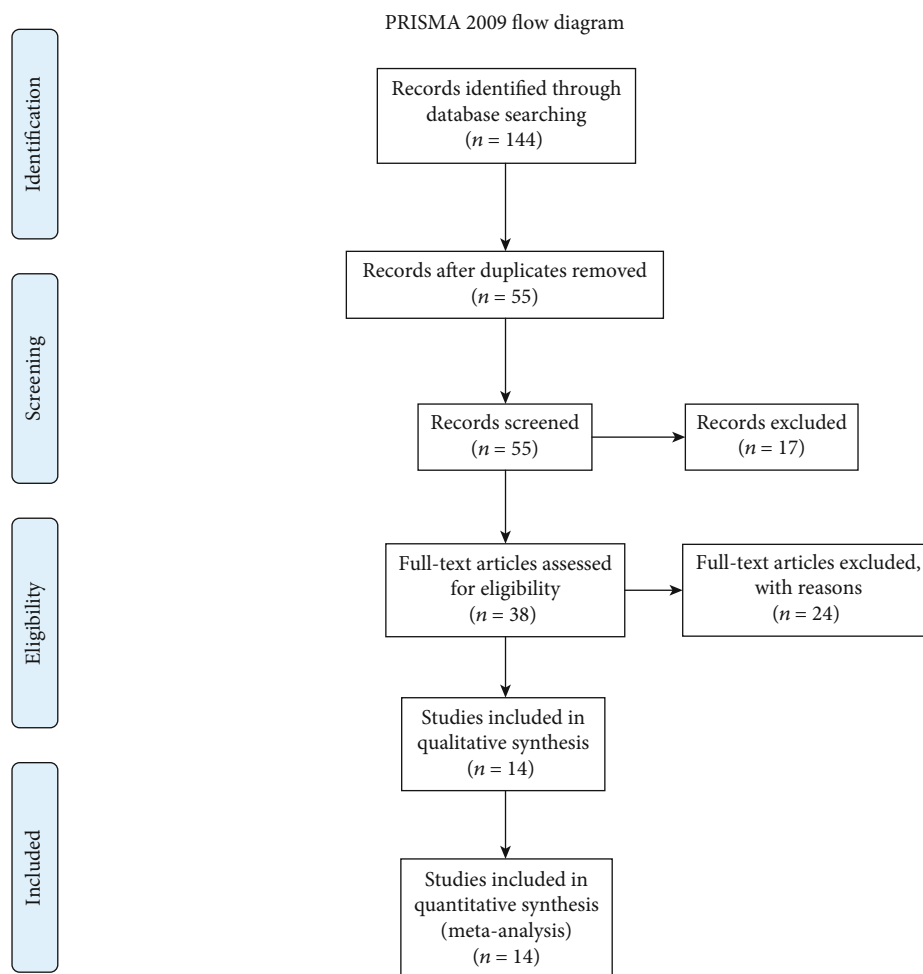 PRISMA 2009 flow diagram
Identification
Records identified through
database searching
(n = 144)
Records after duplicates removed
(n = 55)
Screening
Records screened
(n = 55)
Records excluded
(n = 17)
Eligibility
Full-text articles assessed
for eligibility
(n = 38)
Full-text articles excluded,
with reasons
(n = 24)
Studies included in
qualitative synthesis
(n = 14)
Included
Studies included in
quantitative synthesis
(meta-analysis)
(n = 14)